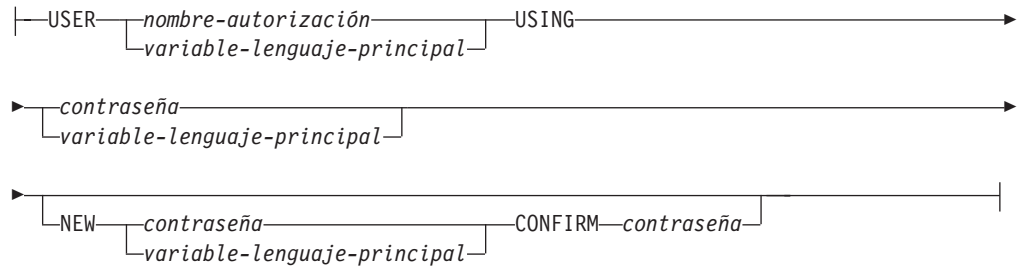 USER nombre-autorización USING
variable-lenguaje-principal
contraseña
variable-lenguaje-principal
NEW contraseña CONFIRM contraseña
variable-lenguaje-principal